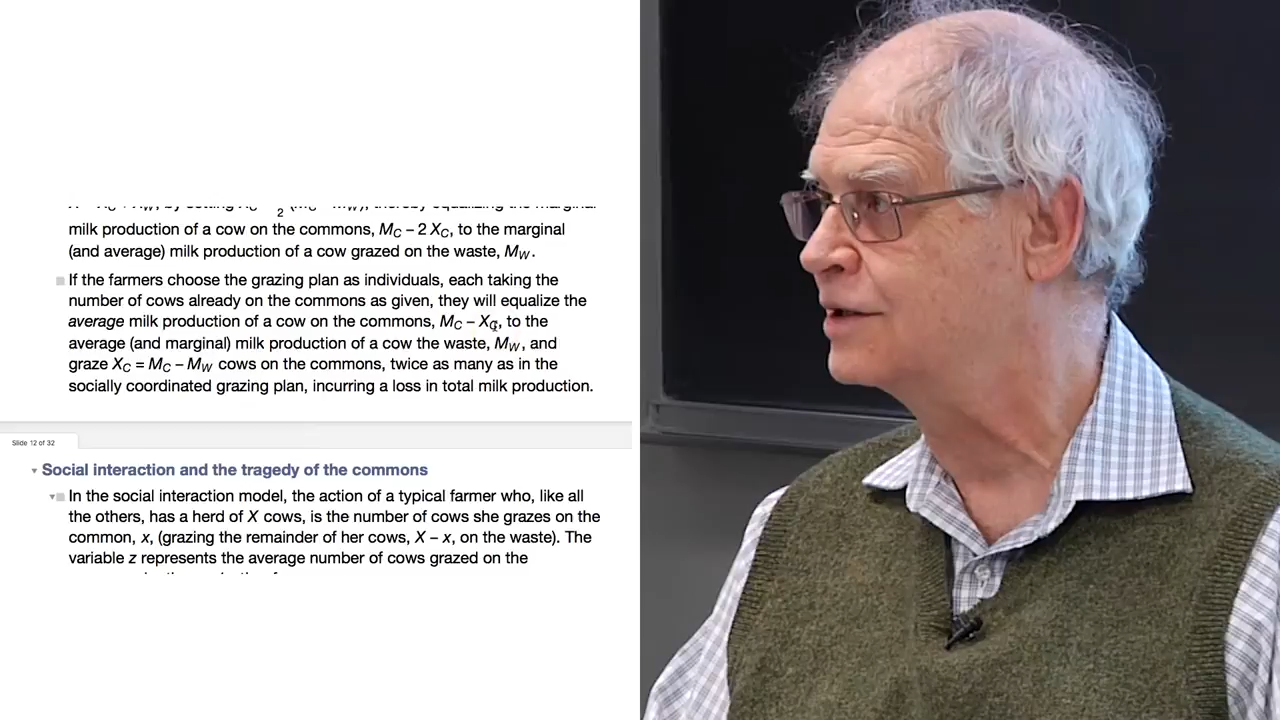 milk production of a cow on the commons, M_C − 2 X_C, to the marginal
(and average) milk production of a cow grazed on the waste, M_W.
If the farmers choose the grazing plan as individuals, each taking the
number of cows already on the commons as given, they will equalize the
average milk production of a cow on the commons, M_C − X_C, to the
average (and marginal) milk production of a cow the waste, M_W, and
graze X_C = M_C − M_W cows on the commons, twice as many as in the
socially coordinated grazing plan, incurring a loss in total milk production.
Slide 12 of 32
Social interaction and the tragedy of the commons
In the social interaction model, the action of a typical farmer who, like all
the others, has a herd of X cows, is the number of cows she grazes on the
common, x, (grazing the remainder of her cows, X − x, on the waste). The
variable z represents the average number of cows grazed on the